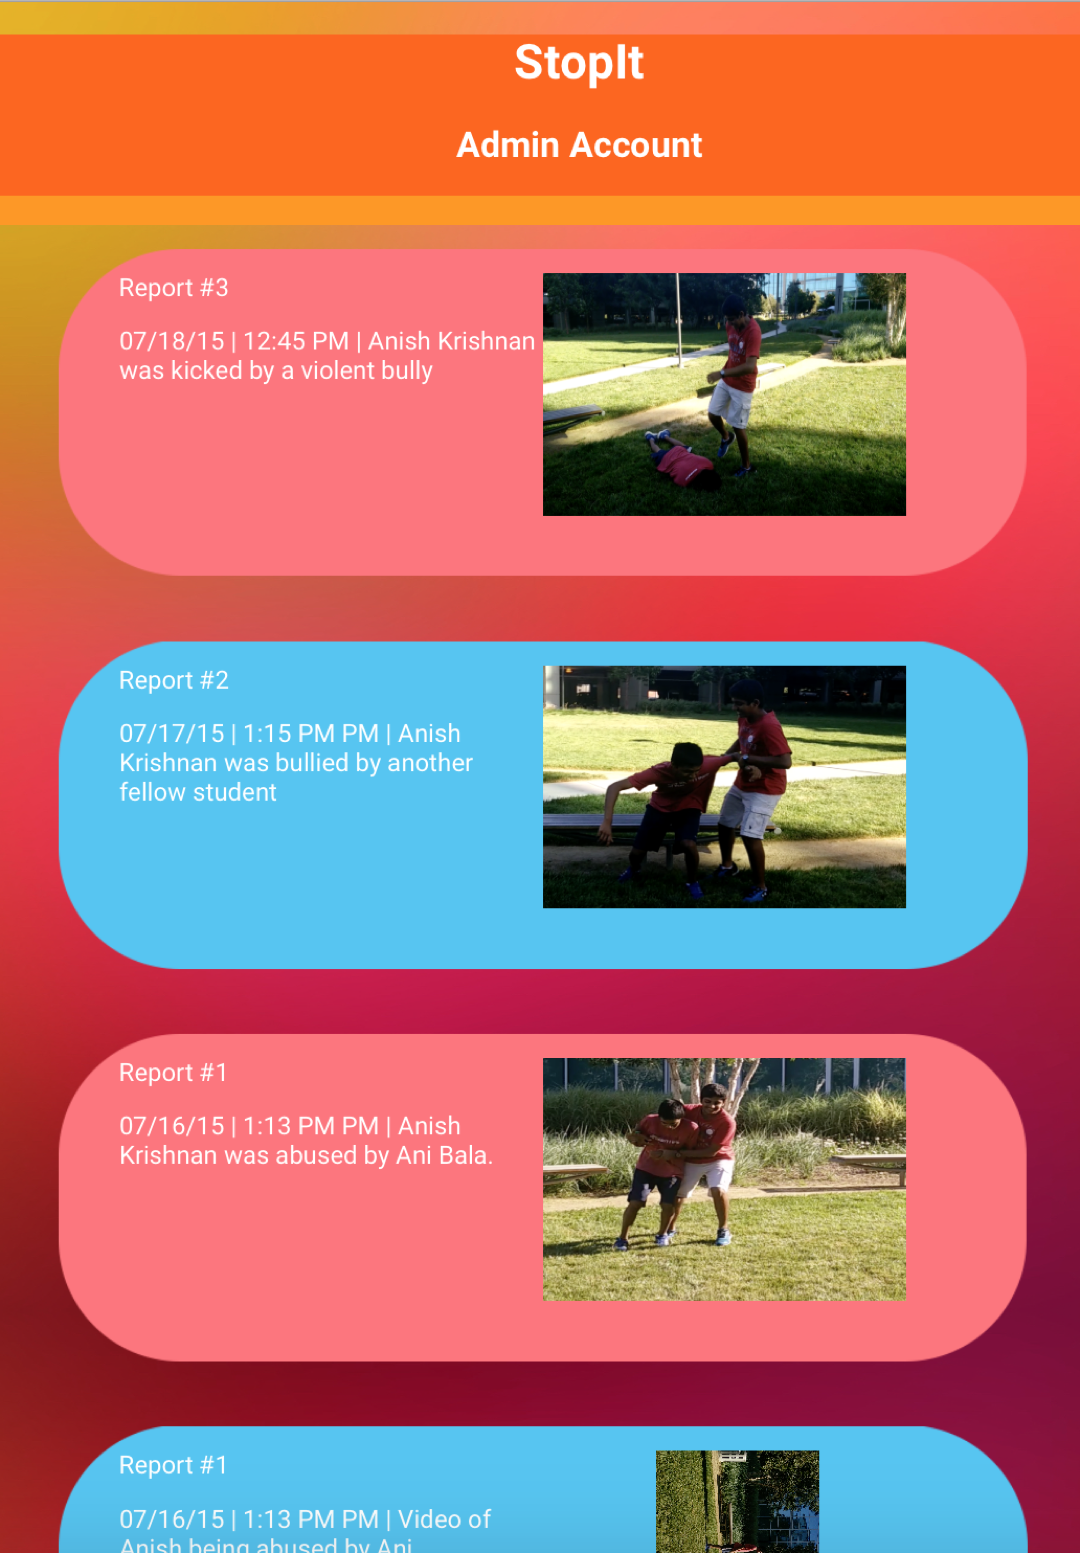 StopIt
Admin Account
Report #3
07/18/15 | 12:45 PM | Anish Krishnan
was kicked by a violent bully
Report #2
07/17/15 | 1:15 PM PM | Anish
Krishnan was bullied by another
fellow student
Report #1
07/16/15 | 1:13 PM PM | Anish
Krishnan was abused by Ani Bala.
Report #1
07/16/15 | 1:13 PM PM | Video of
Anish being abused by Ani